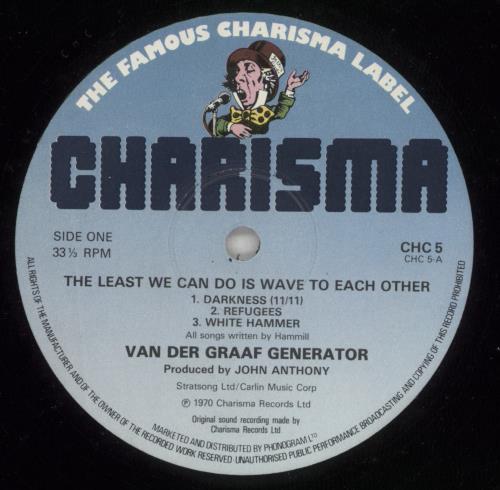 THE FAMOUS CHARISMA LABEL
CHARISMA
SIDE ONE
33⅓ RPM
CHC 5
CHC 5-A
THE LEAST WE CAN DO IS WAVE TO EACH OTHER
1. DARKNESS (11/11)
2. REFUGEES
3. WHITE HAMMER
All songs written by Hammill
VAN DER GRAAF GENERATOR
Produced by JOHN ANTHONY
Stratsong Ltd/Carlin Music Corp
℗ 1970 Charisma Records Ltd
Original sound recording made by
Charisma Records Ltd
MARKETED AND DISTRIBUTED BY PHONOGRAM LTD
ALL RIGHTS OF THE MANUFACTURER AND OF THE OWNER OF THE RECORDED WORK RESERVED·UNAUTHORISED PUBLIC PERFORMANCE BROADCASTING AND COPYING OF THIS RECORD PROHIBITED